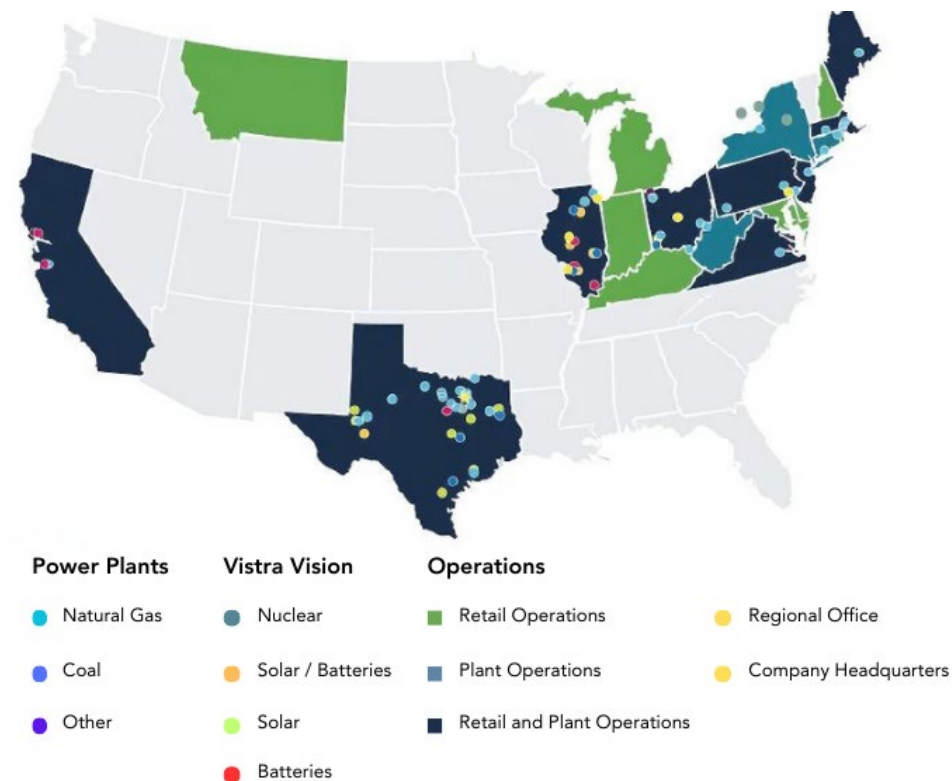 Power Plants
Natural Gas
Coal
Other
Vistra Vision
Nuclear
Solar / Batteries
Solar
Batteries
Operations
Retail Operations
Plant Operations
Retail and Plant Operations
Regional Office
Company Headquarters